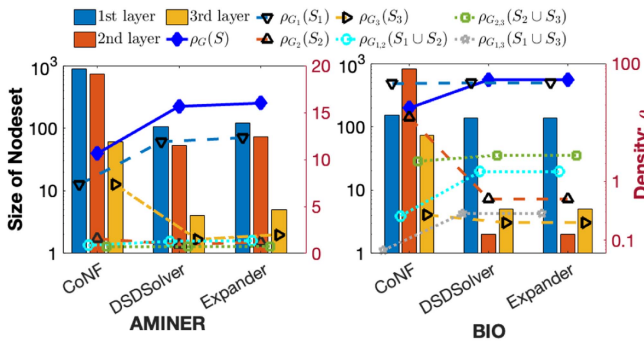 1st layer 3rd layer ρG1(S1) ρG3(S3) ρG2,3(S2 ∪ S3)
2nd layer ρG(S) ρG2(S2) ρG1,2(S1 ∪ S2) ρG1,3(S1 ∪ S3)
Size of Nodeset
10³
100
10
1
20
15
10
5
0
CoNF
DSDSolver
Expander
AMINER
10³
100
10
1
100
1
0.1
Density:
CoNF
DSDSolver
Expander
BIO